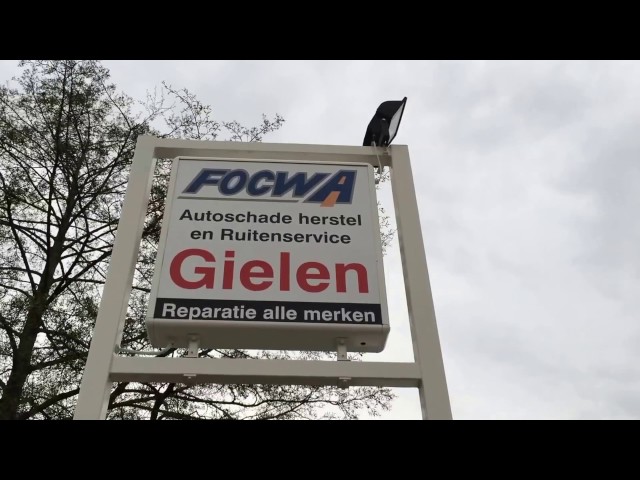 FOCWA
Autoschade herstel
en Ruitenservice
Gielen
Reparatie alle merken